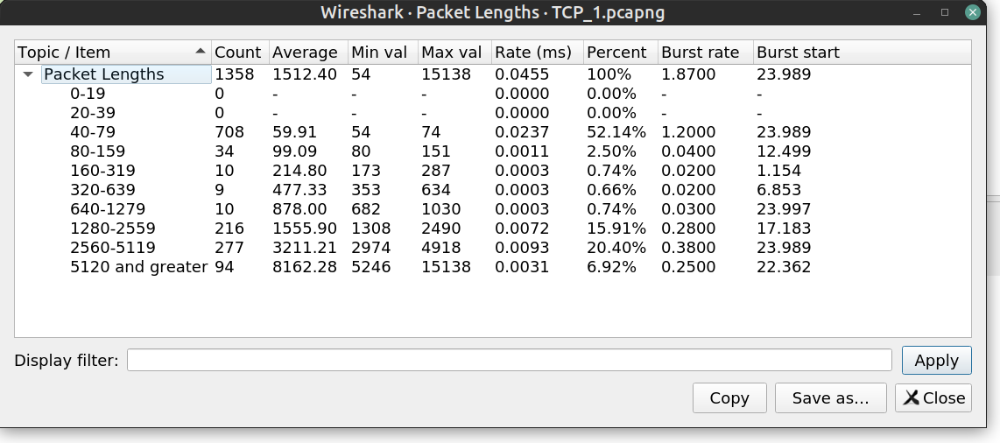 Wireshark · Packet Lengths · TCP_1.pcapng
Topic / Item Count Average Min val Max val Rate (ms) Percent Burst rate Burst start
Packet Lengths 1358 1512.40 54 15138 0.0455 100% 1.8700 23.989
0-19 0 - - - 0.0000 0.00% - -
20-39 0 - - - 0.0000 0.00% - -
40-79 708 59.91 54 74 0.0237 52.14% 1.2000 23.989
80-159 34 99.09 80 151 0.0011 2.50% 0.0400 12.499
160-319 10 214.80 173 287 0.0003 0.74% 0.0200 1.154
320-639 9 477.33 353 634 0.0003 0.66% 0.0200 6.853
640-1279 10 878.00 682 1030 0.0003 0.74% 0.0300 23.997
1280-2559 216 1555.90 1308 2490 0.0072 15.91% 0.2800 17.183
2560-5119 277 3211.21 2974 4918 0.0093 20.40% 0.3800 23.989
5120 and greater 94 8162.28 5246 15138 0.0031 6.92% 0.2500 22.362
Display filter: Apply
Copy Save as... Close